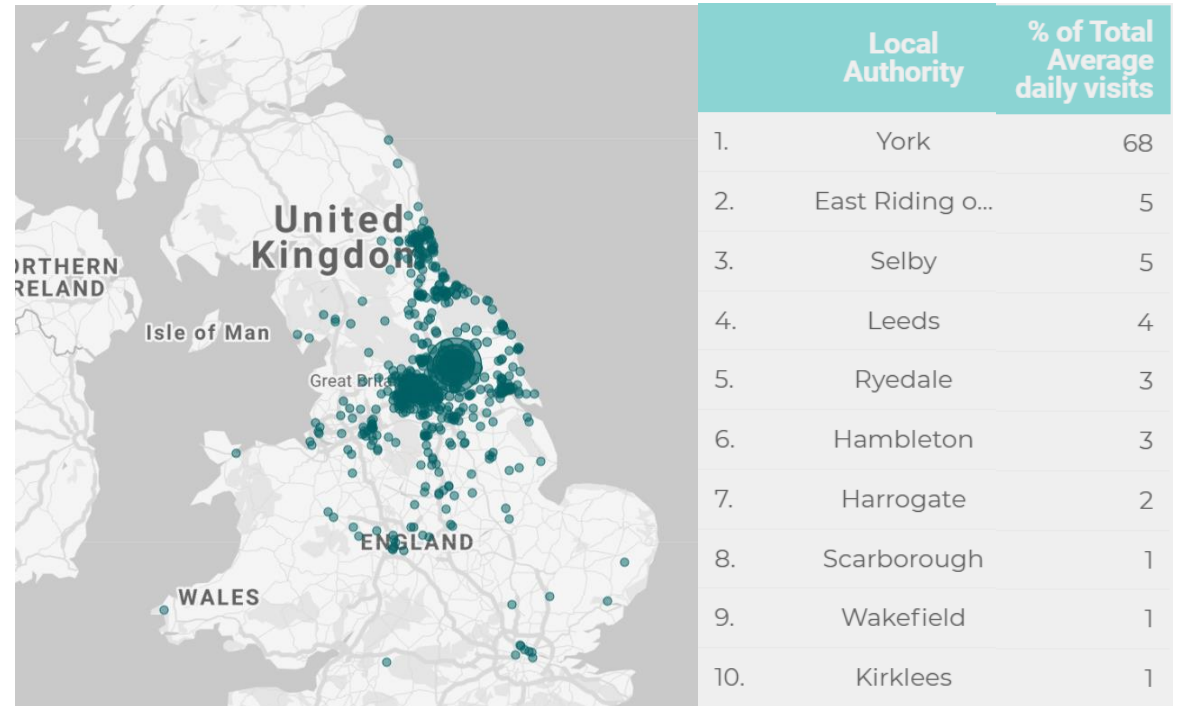 United
Kingdom
ORTHERN
RELAND
Isle of Man
Great Britain
ENGLAND
WALES
Local
Authority
% of Total
Average
daily visits
1. York 68
2. East Riding o... 5
3. Selby 5
4. Leeds 4
5. Ryedale 3
6. Hambleton 3
7. Harrogate 2
8. Scarborough 1
9. Wakefield 1
10. Kirklees 1